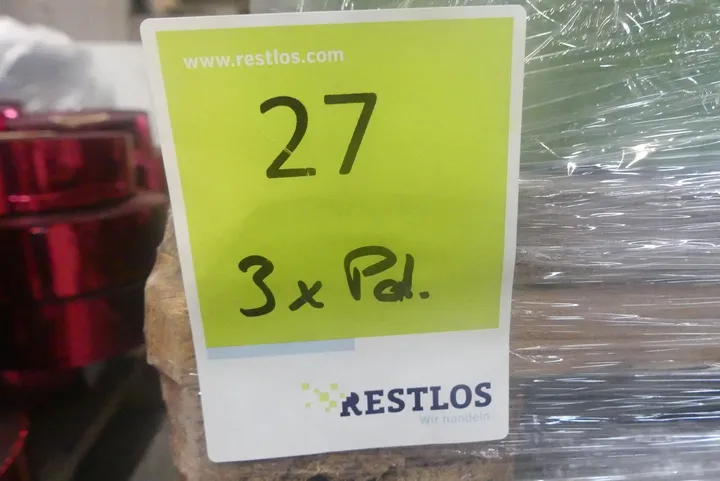 www.restlos.com
27
3 x Pal.
RESTLOS
Wir handeln